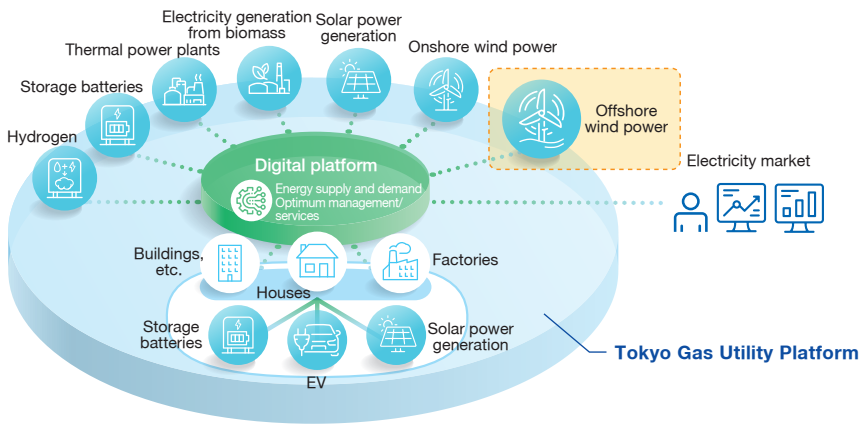 Electricity generation
from biomass
Solar power
generation
Thermal power plants
Onshore wind power
Storage batteries
Offshore
wind power
Hydrogen
Electricity market
Digital platform
Energy supply and demand
Optimum management/
services
Buildings,
etc.
Factories
Houses
Storage
batteries
Solar power
generation
EV
Tokyo Gas Utility Platform